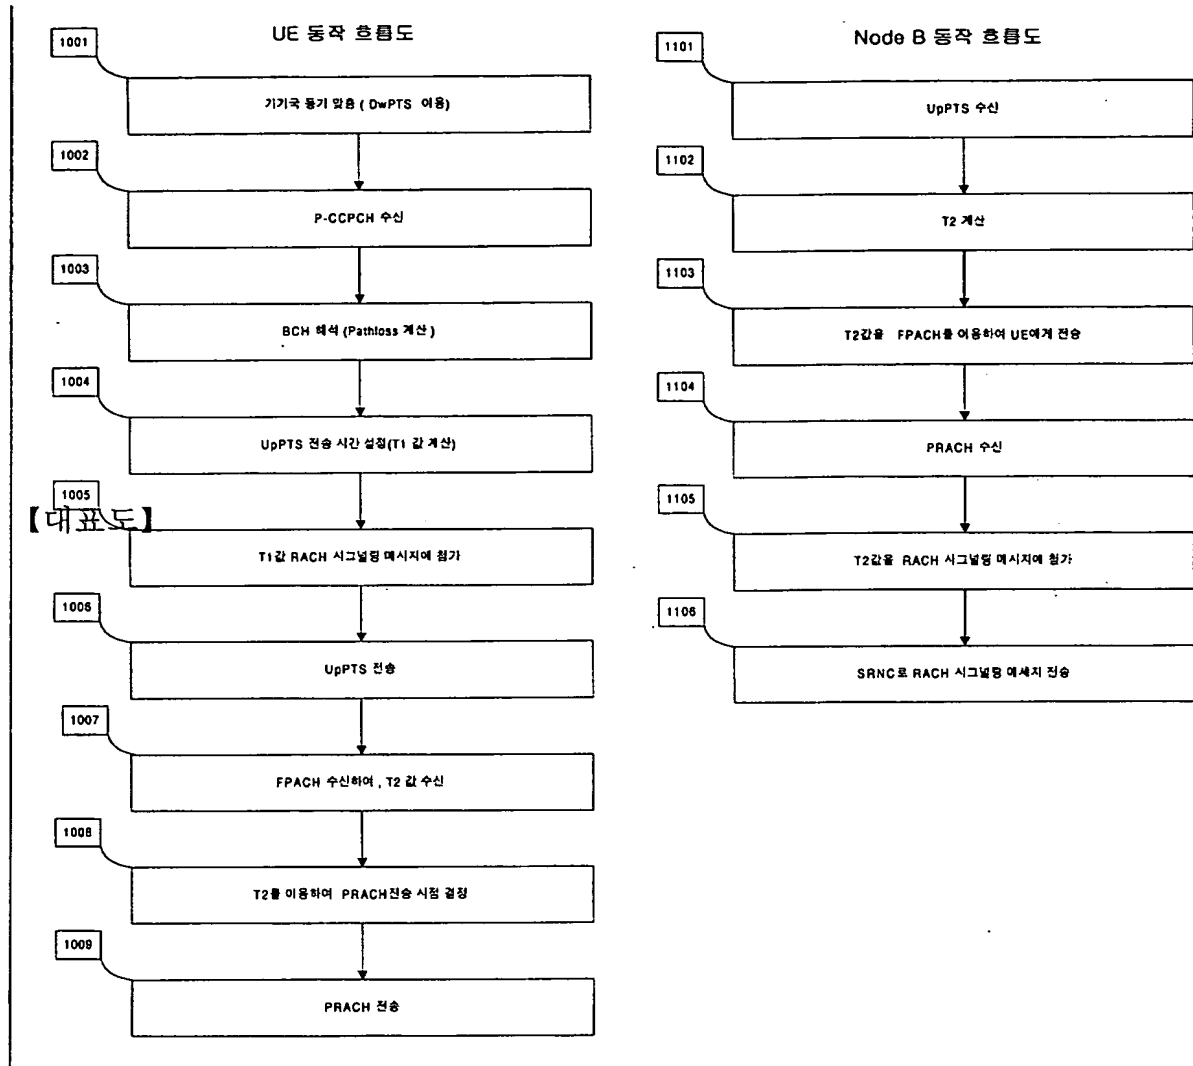 UE 동작 흐름도
1001
기기국 동기 맞춤 ( DwPTS 이용)
1002
P-CCPCH 수신
1003
BCH 해석 (Pathloss 계산 )
1004
UpPTS 전송 시간 설정(T1 값 계산)
1005
【대표도】
T1값 RACH 시그널링 메시지에 첨가
1006
UpPTS 전송
1007
FPACH 수신하여 , T2 값 수신
1008
T2를 이용하여 PRACH전송 시점 결정
1009
PRACH 전송
Node B 동작 흐름도
1101
UpPTS 수신
1102
T2 계산
1103
T2값을 FPACH를 이용하여 UE에게 전송
1104
PRACH 수신
1105
T2값을 RACH 시그널링 메시지에 첨가
1106
SRNC로 RACH 시그널링 메세지 전송